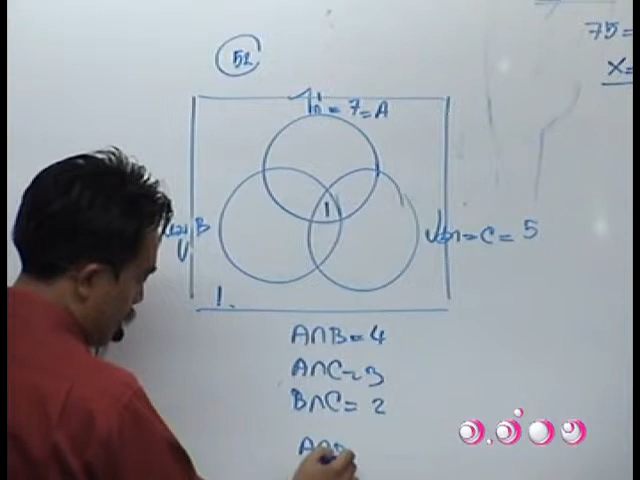 52
75=
X=
= 7 = A
B
1
= C = 5
1.
A∩B = 4
A∩C = 3
B∩C = 2
A∩